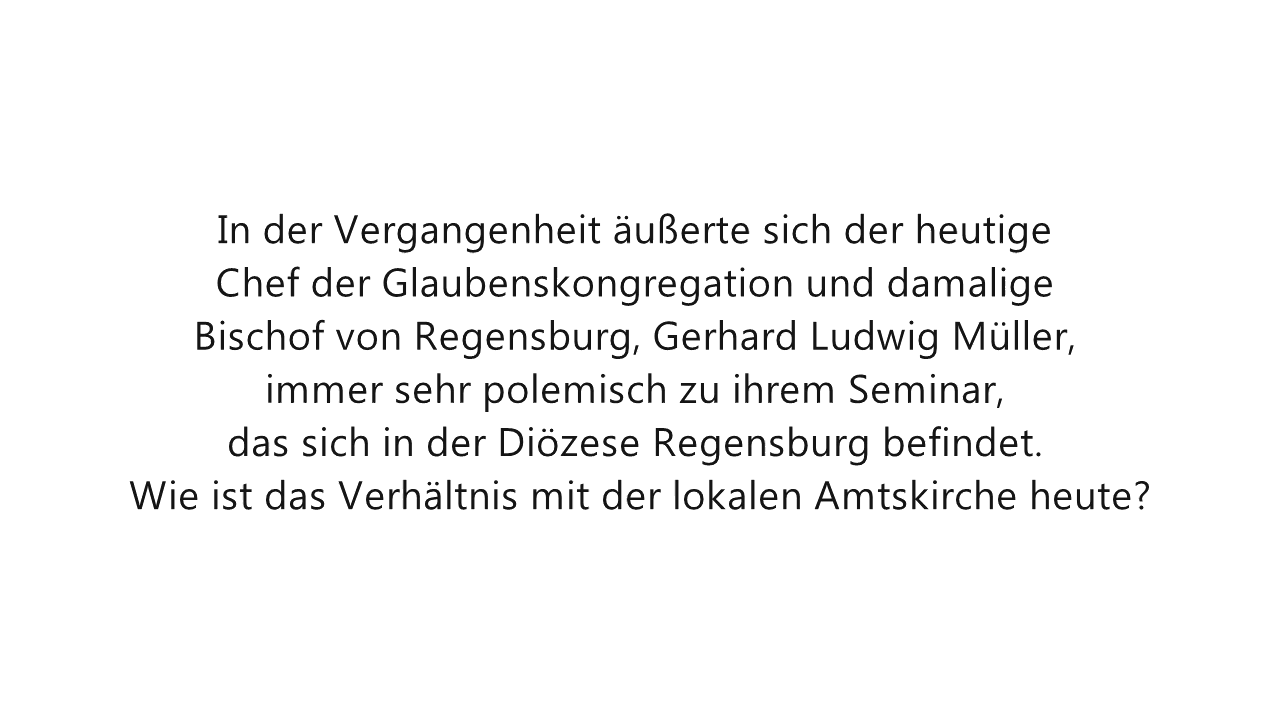 In der Vergangenheit äußerte sich der heutige
Chef der Glaubenskongregation und damalige
Bischof von Regensburg, Gerhard Ludwig Müller,
immer sehr polemisch zu ihrem Seminar,
das sich in der Diözese Regensburg befindet.
Wie ist das Verhältnis mit der lokalen Amtskirche heute?